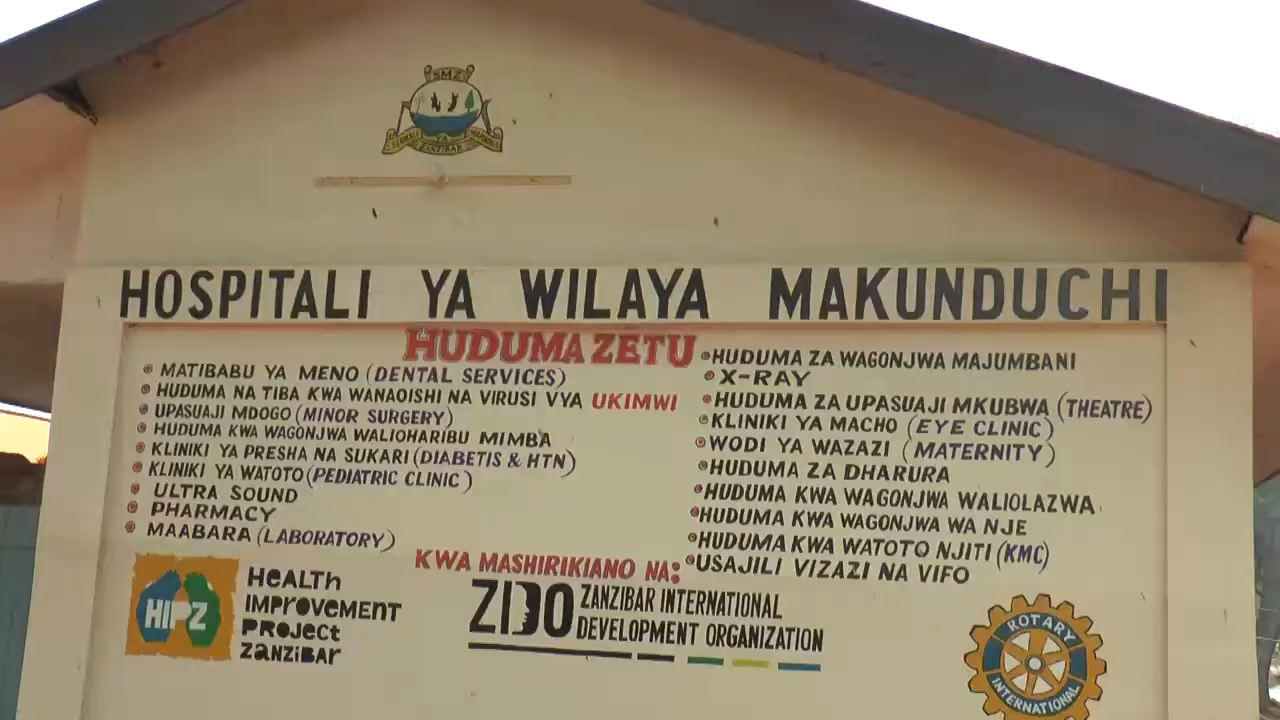 SMZ
YA
ZANZIBAR
HOSPITALI YA WILAYA MAKUNDUCHI
HUDUMA ZETU
MATIBABU YA MENO (DENTAL SERVICES)
HUDUMA NA TIBA KWA WANAOISHI NA VIRUSI VYA UKIMWI
UPASUAJI MDOGO (MINOR SURGERY)
HUDUMA KWA WAGONJWA WALIOHARIBU MIMBA
KLINIKI YA PRESHA NA SUKARI (DIABETIS & HTN)
KLINIKI YA WATOTO (PEDIATRIC CLINIC)
ULTRA SOUND
PHARMACY
MAABARA (LABORATORY)
HUDUMA ZA WAGONJWA MAJUMBANI
X-RAY
HUDUMA ZA UPASUAJI MKUBWA (THEATRE)
KLINIKI YA MACHO (EYE CLINIC)
WODI YA WAZAZI (MATERNITY)
HUDUMA ZA DHARURA
HUDUMA KWA WAGONJWA WALIOLAZWA
HUDUMA KWA WAGONJWA WA NJE
HUDUMA KWA WATOTO NJITI (KMC)
USAJILI VIZAZI NA VIFO
KWA MASHIRIKIANO NA:
HIPZ
HEALTH
IMPROVEMENT
PROJECT
ZANZIBAR
ZIDO
ZANZIBAR INTERNATIONAL
DEVELOPMENT ORGANIZATION
ROTARY
INTERNATIONAL